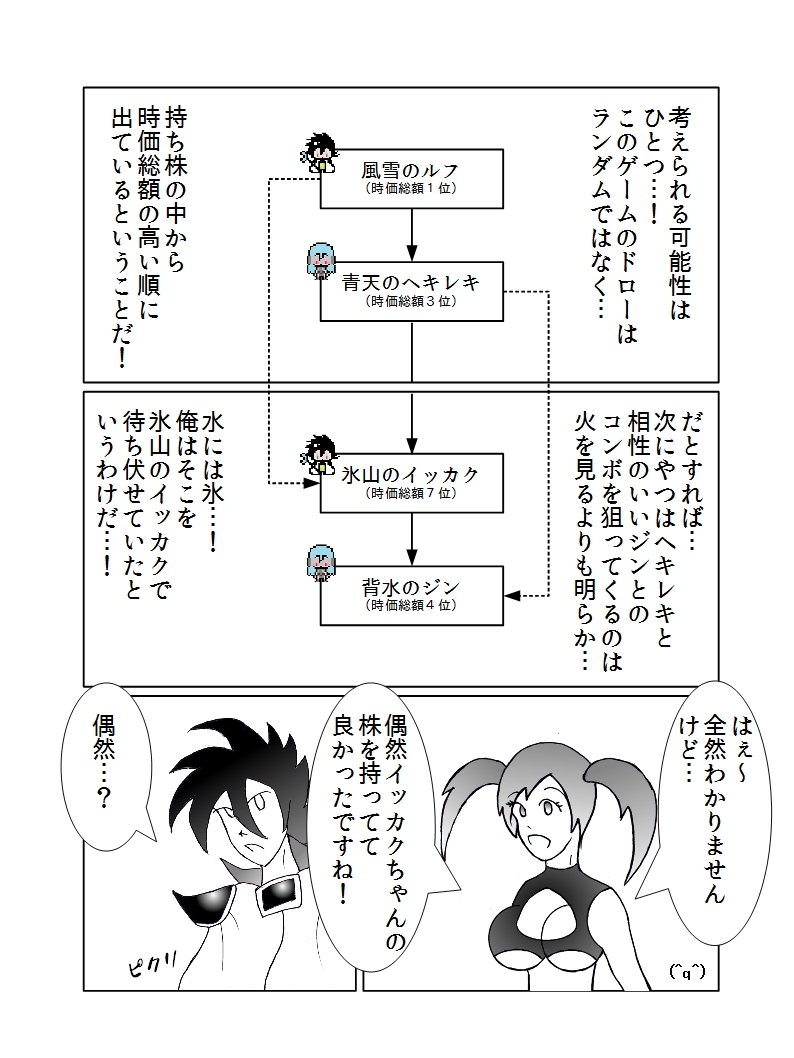 考えられる可能性は
ひとつ…！
このゲームのドローは
ランダムではなく…
風雪のルフ
（時価総額１位）
青天のヘキレキ
（時価総額３位）
持ち株の中から
時価総額の高い順に
出ているということだ！
だとすれば…
次にやつはヘキレキと
相性のいいジンとの
コンボを狙ってくるのは
火を見るよりも明らか…
氷山のイッカク
（時価総額７位）
背水のジン
（時価総額４位）
水には氷…！
俺はそこを
氷山のイッカクで
待ち伏せていたと
いうわけだ…！
はぇ～
全然わかりません
けど…
偶然イッカクちゃんの
株を持ってて
良かったですね！
(^q^)
偶然…？
ピクリ